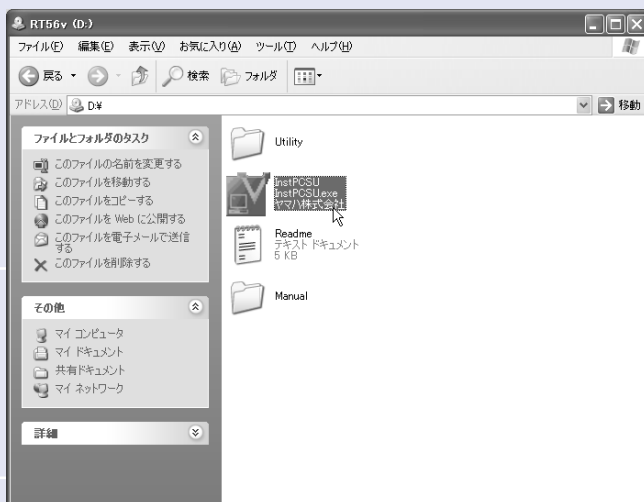 RT56v (D:)
ファイル(F) 編集(E) 表示(V) お気に入り(A) ツール(T) ヘルプ(H)
戻る 検索 フォルダ
アドレス(D) D:¥ 移動
ファイルとフォルダのタスク
このファイルの名前を変更する
このファイルを移動する
このファイルをコピーする
このファイルを Web に公開する
このファイルを電子メールで送信
する
このファイルを削除する
その他
マイ コンピュータ
マイ ドキュメント
共有ドキュメント
マイ ネットワーク
詳細
Utility
InstPCSU
InstPCSU.exe
ヤマハ株式会社
Readme
テキスト ドキュメント
5 KB
Manual